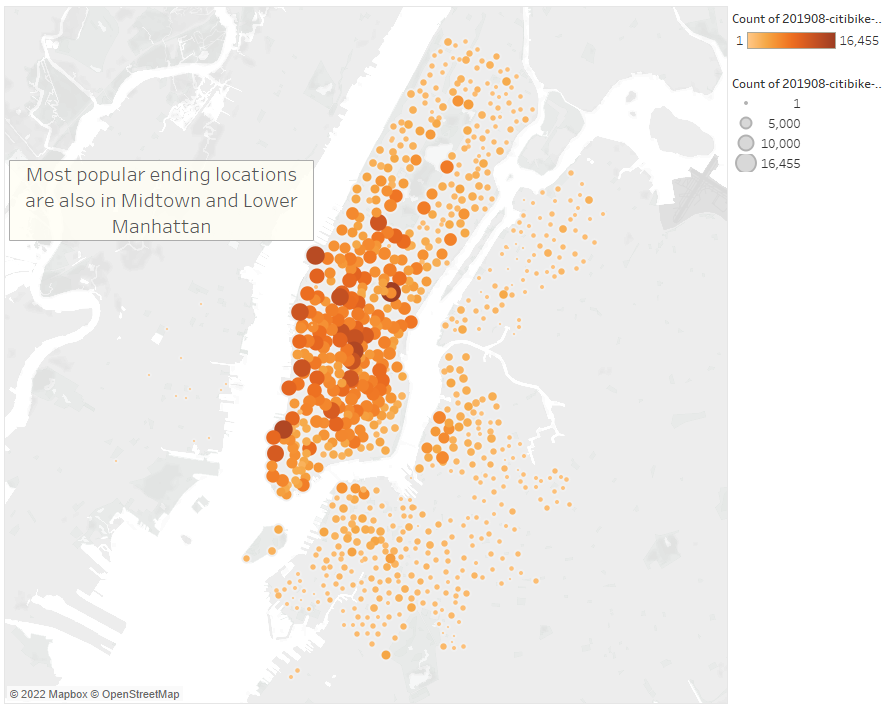 Count of 201908-citibike-..
1 16,455
Count of 201908-citibike-..
1
5,000
10,000
16,455
Most popular ending locations
are also in Midtown and Lower
Manhattan
© 2022 Mapbox © OpenStreetMap